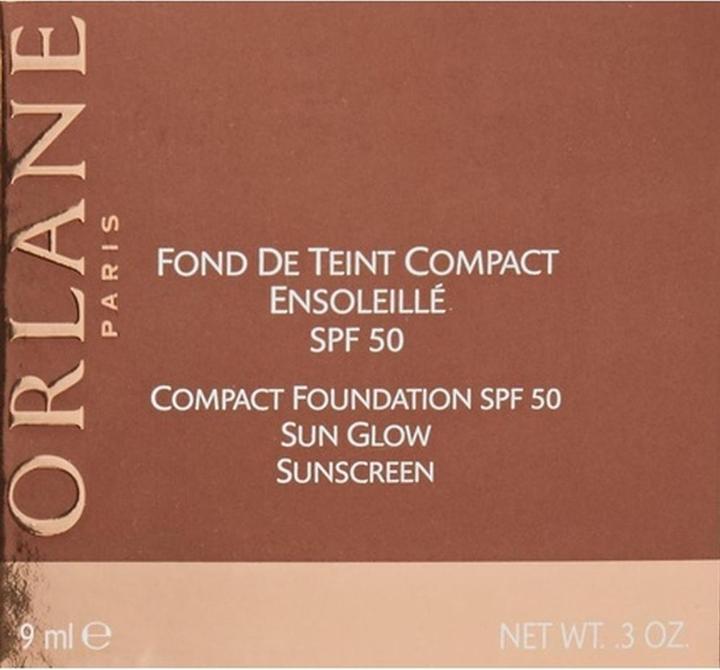 ORLANE
PARIS
FOND DE TEINT COMPACT
ENSOLEILLÉ
SPF 50
COMPACT FOUNDATION SPF 50
SUN GLOW
SUNSCREEN
9 ml ℮
NET WT. .3 OZ.